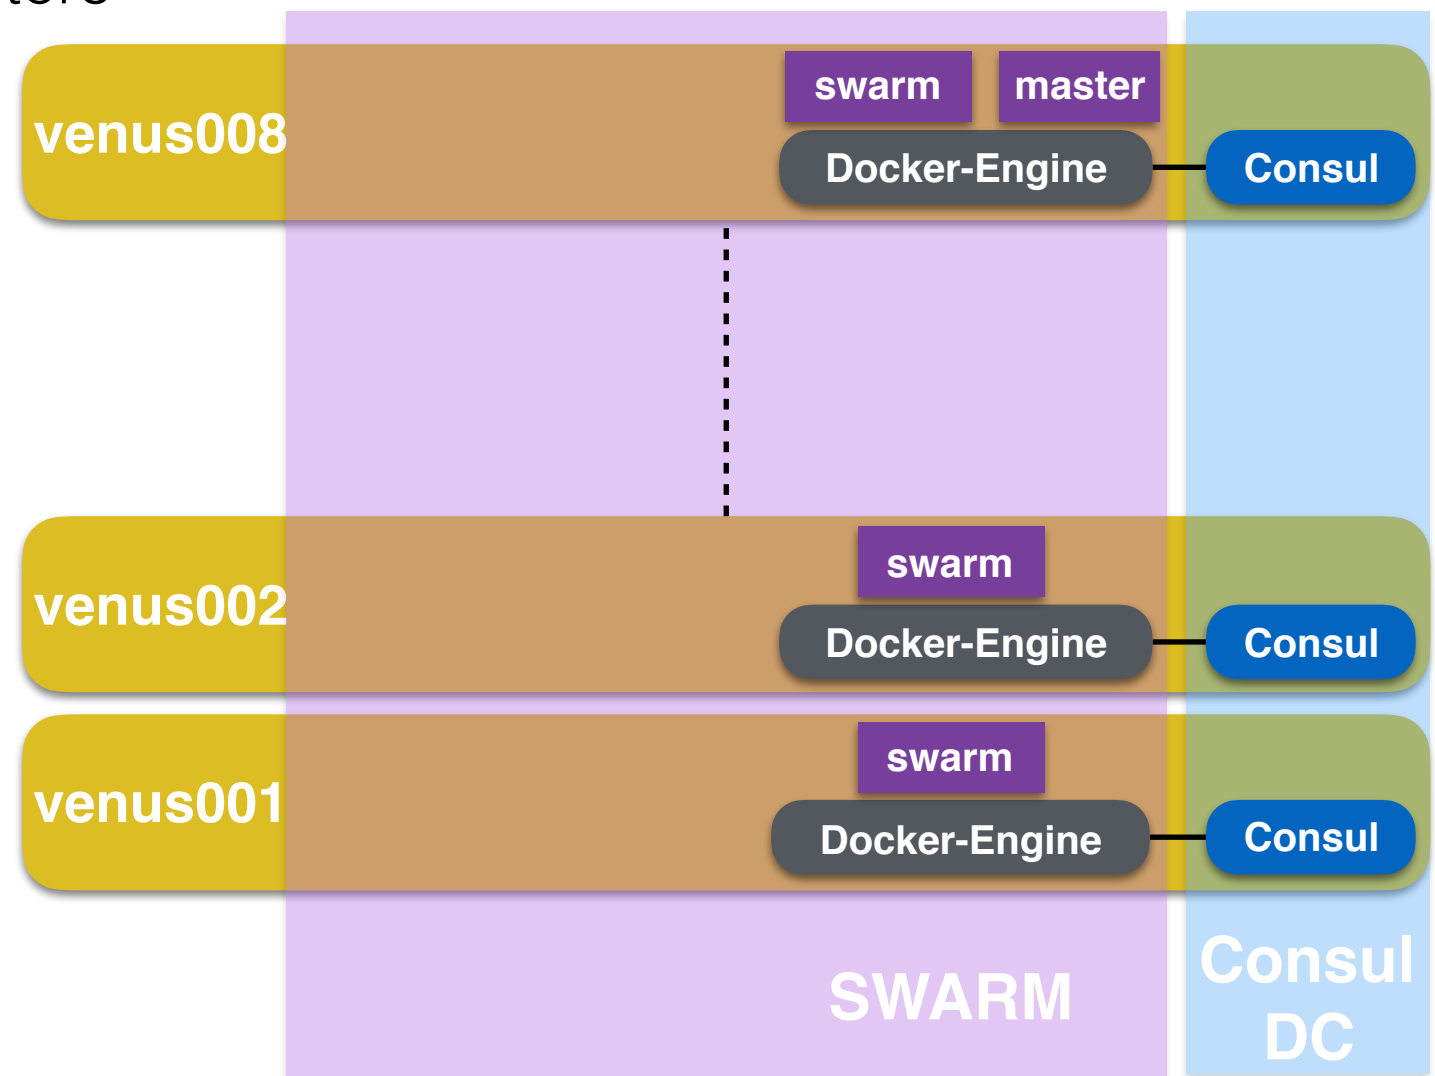 venus008
swarm master
Docker-Engine Consul
venus002
swarm
Docker-Engine Consul
venus001
swarm
Docker-Engine Consul
SWARM
Consul
DC